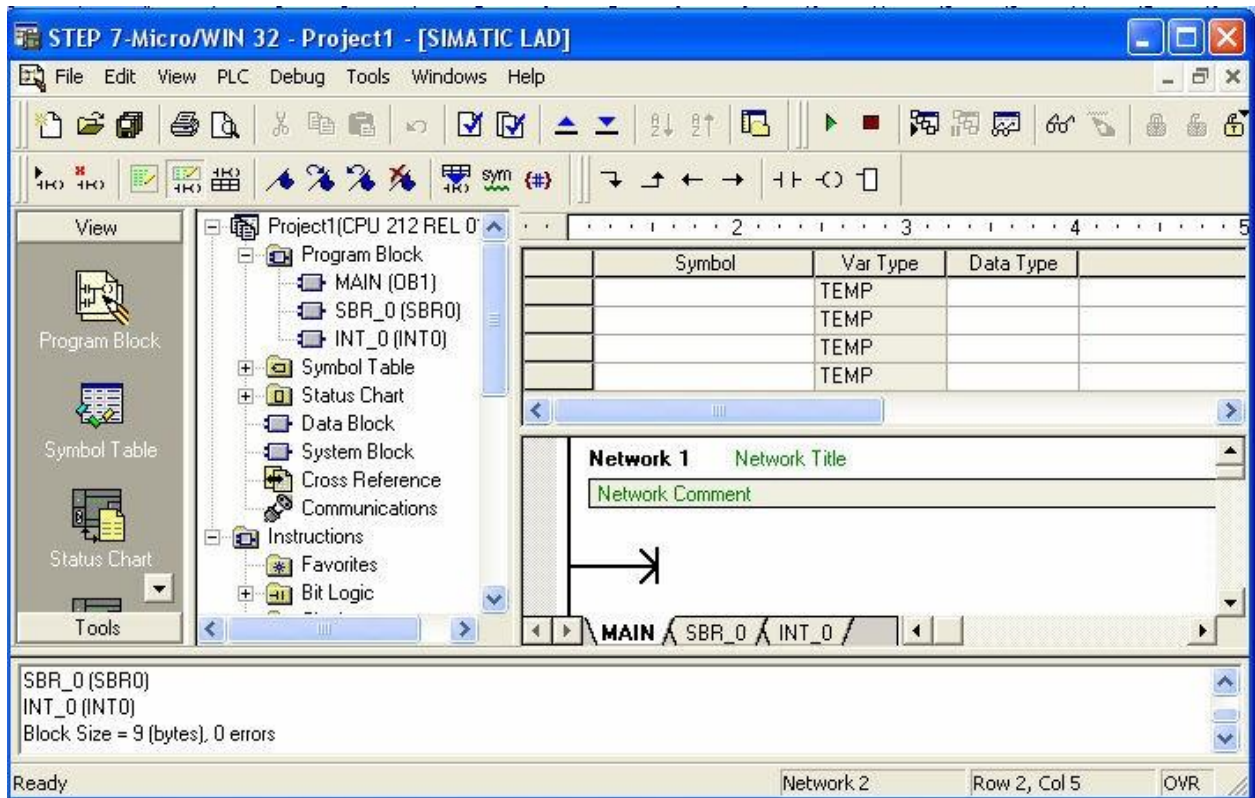 STEP 7-Micro/WIN 32 - Project1 - [SIMATIC LAD]
File Edit View PLC Debug Tools Windows Help
sym
View
Program Block
Symbol Table
Status Chart
Tools
Project1(CPU 212 REL 0
Program Block
MAIN (OB1)
SBR_0 (SBR0)
INT_0 (INT0)
Symbol Table
Status Chart
Data Block
System Block
Cross Reference
Communications
Instructions
Favorites
Bit Logic
2 3 4 5
Symbol Var Type Data Type
TEMP
TEMP
TEMP
TEMP
Network 1 Network Title
Network Comment
MAIN SBR_0 INT_0
SBR_0 (SBR0)
INT_0 (INT0)
Block Size = 9 (bytes), 0 errors
Ready Network 2 Row 2, Col 5 OVR